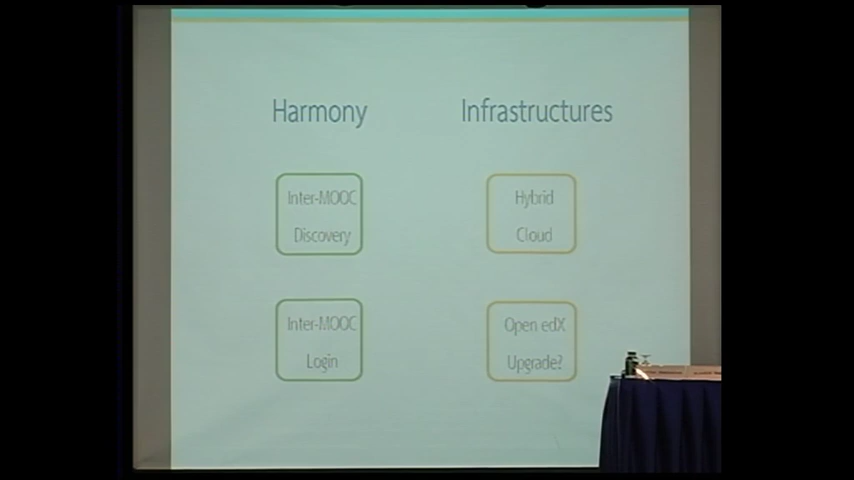 Harmony
Infrastructures
Inter-MOOC
Discovery
Hybrid
Cloud
Inter-MOOC
Login
Open edX
Upgrade?